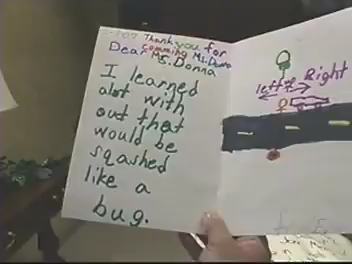 Thank you for
comming Ms. Donna
Dear Ms. Donna
I learned
alot with
out that
would be
sqashed
like a
bug.
left Right